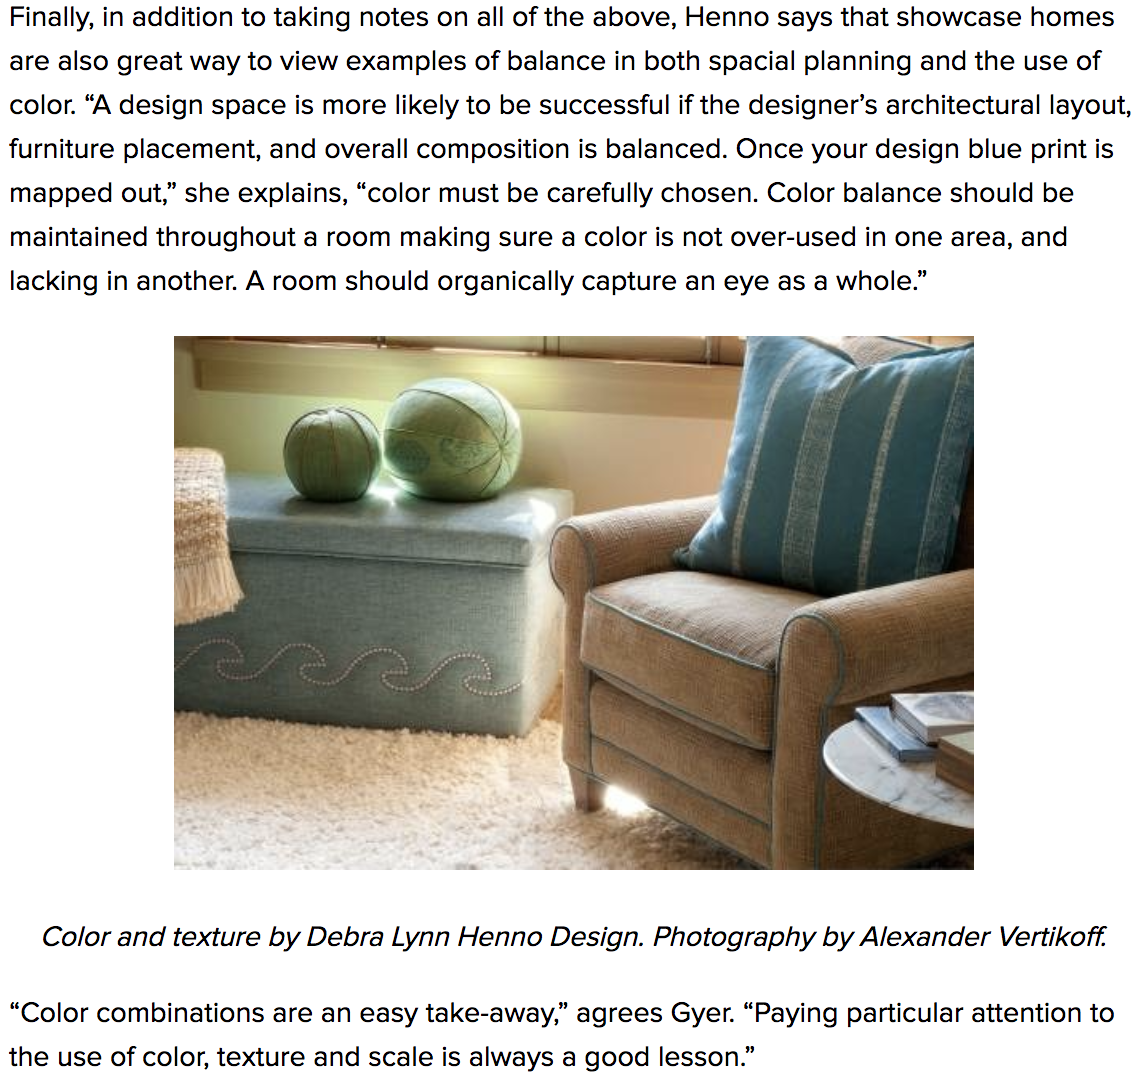 Finally, in addition to taking notes on all of the above, Henno says that showcase homes
are also great way to view examples of balance in both spacial planning and the use of
color. “A design space is more likely to be successful if the designer’s architectural layout,
furniture placement, and overall composition is balanced. Once your design blue print is
mapped out,” she explains, “color must be carefully chosen. Color balance should be
maintained throughout a room making sure a color is not over-used in one area, and
lacking in another. A room should organically capture an eye as a whole.”
Color and texture by Debra Lynn Henno Design. Photography by Alexander Vertikoff.
“Color combinations are an easy take-away,” agrees Gyer. “Paying particular attention to
the use of color, texture and scale is always a good lesson.”